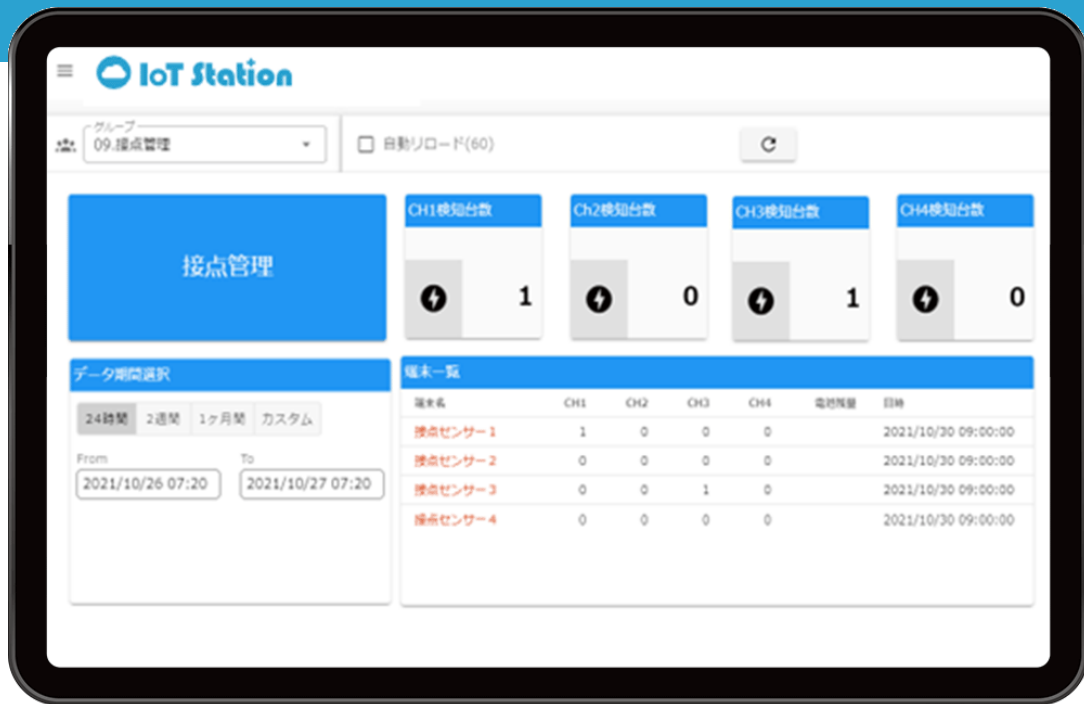 IoT Station
グループ
09.接点管理
自動リロード(60)
接点管理
CH1検知台数
1
Ch2検知台数
0
CH3検知台数
1
CH4検知台数
0
データ期間選択
24時間 2週間 1ヶ月間 カスタム
From To
2021/10/26 07:20 2021/10/27 07:20
端末一覧
端末名 CH1 CH2 CH3 CH4 電池残量 日時
接点センサー1 1 0 0 0 2021/10/30 09:00:00
接点センサー2 0 0 0 0 2021/10/30 09:00:00
接点センサー3 0 0 1 0 2021/10/30 09:00:00
接点センサー4 0 0 0 0 2021/10/30 09:00:00